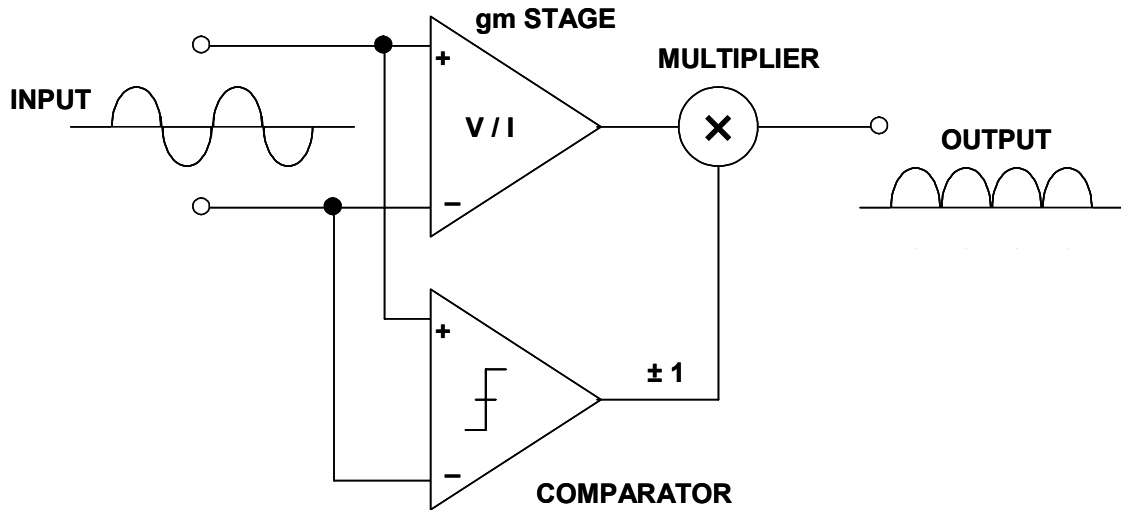 gm STAGE
MULTIPLIER
INPUT
+
V / I
×
OUTPUT
−
+
± 1
−
COMPARATOR